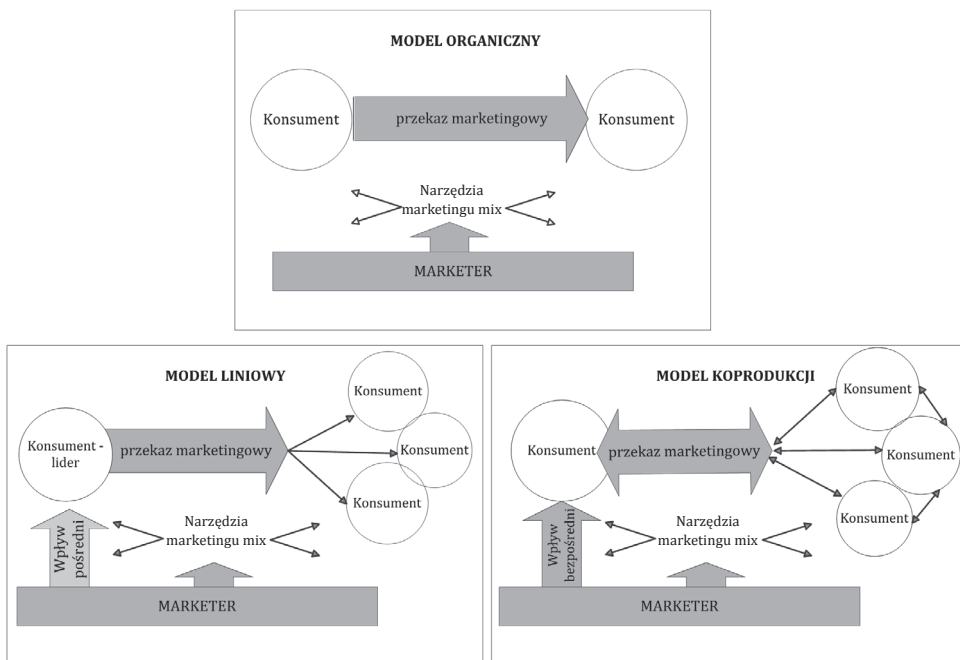 MODEL ORGANICZNY
Konsument
przekaz marketingowy
Konsument
Narzędzia
marketingu mix
MARKETER
MODEL LINIOWY
Konsument -
lider
przekaz marketingowy
Konsument
Konsument
Konsument
Wpływ
pośredni
Narzędzia
marketingu mix
MARKETER
MODEL KOPRODUKCJI
Konsument
przekaz marketingowy
Konsument
Konsument
Konsument
Wpływ
bezpośredni
Narzędzia
marketingu mix
MARKETER